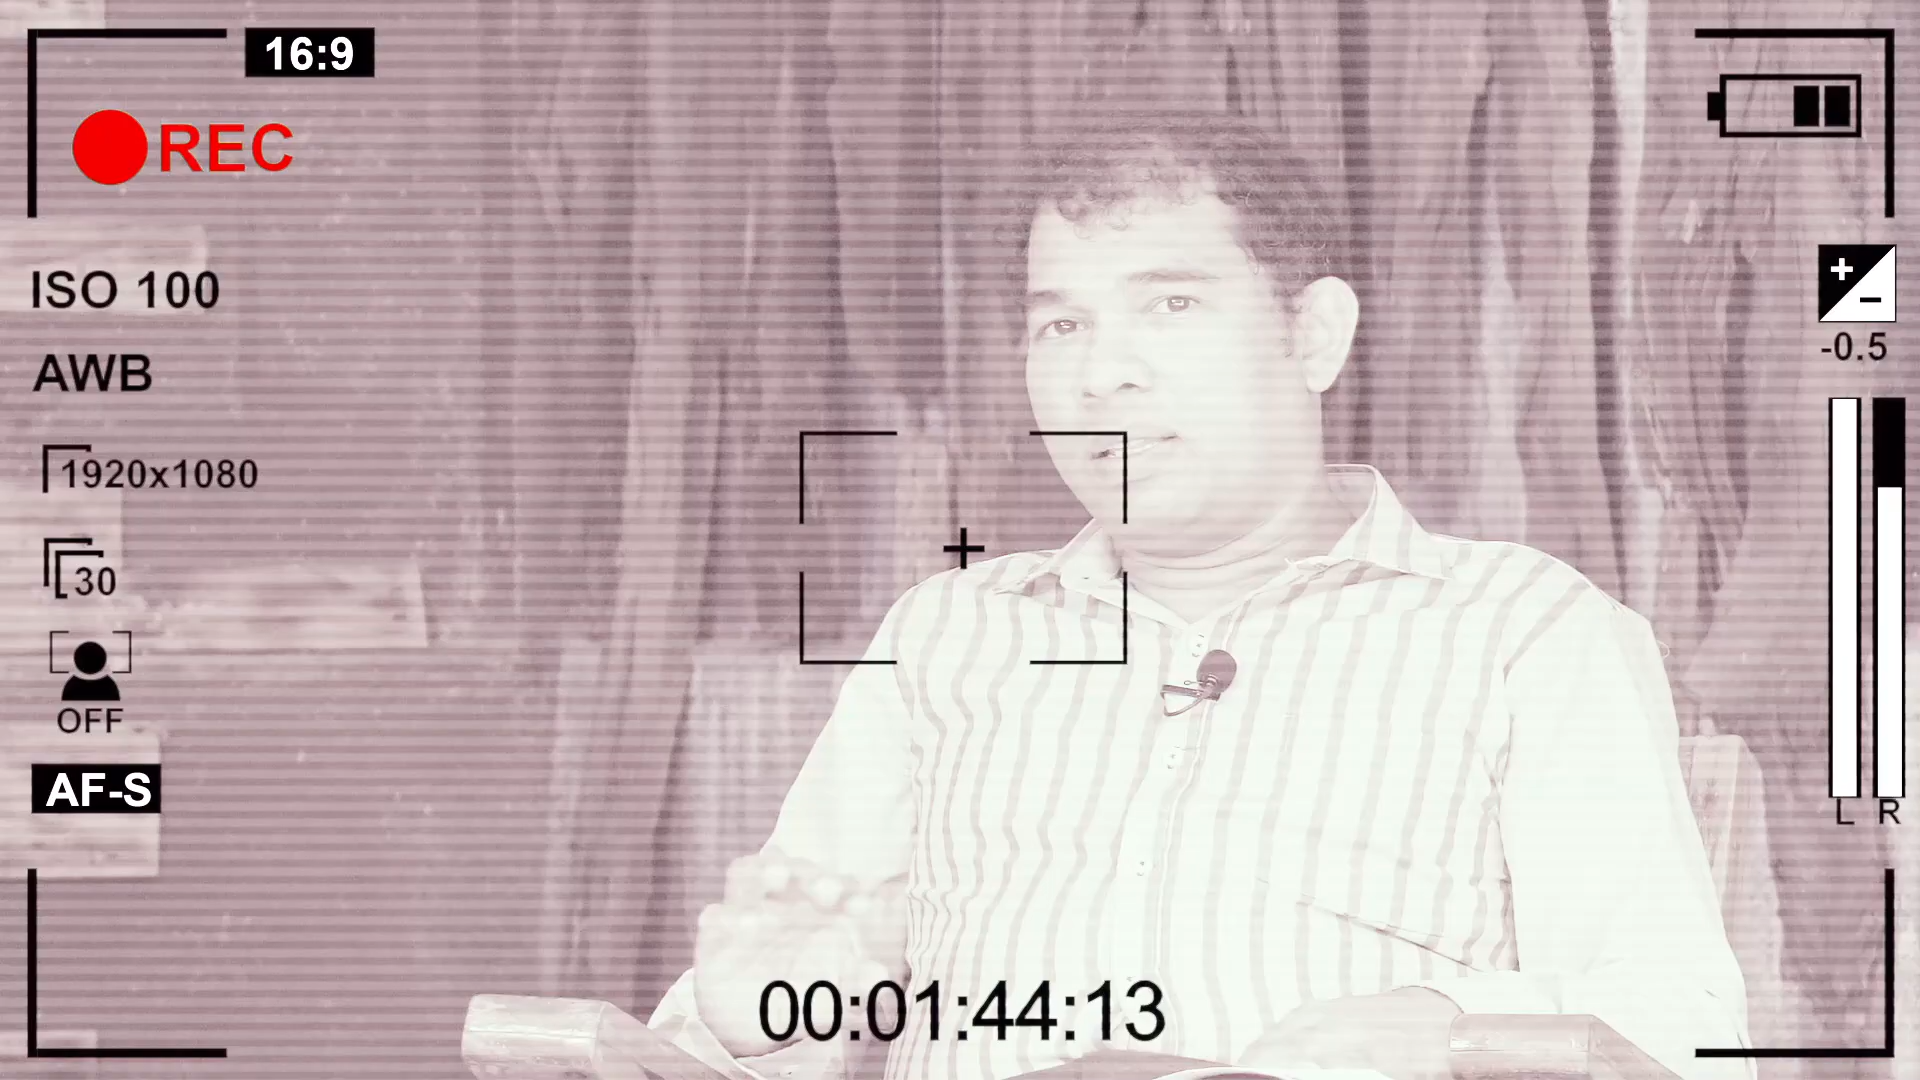 16:9
REC
ISO 100
AWB
1920x1080
30
OFF
AF-S
+
−
-0.5
L R
00:01:44:13